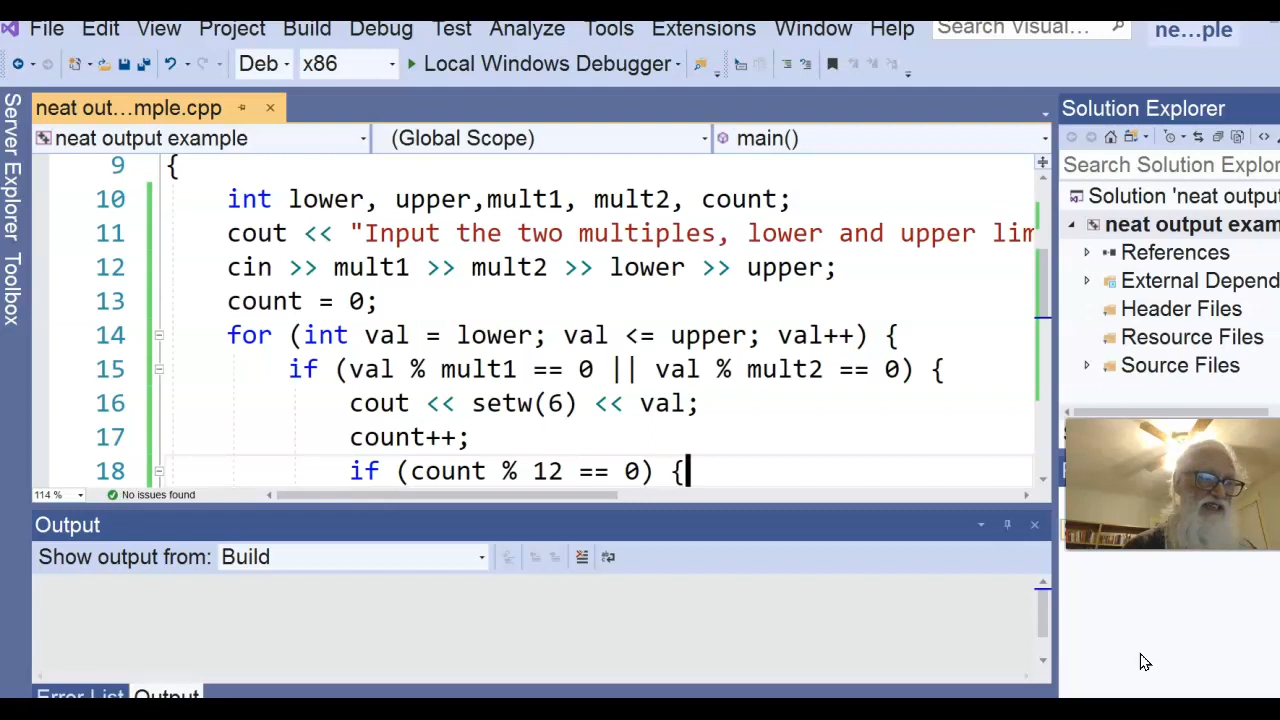 File Edit View Project Build Debug Test Analyze Tools Extensions Window Help Search Visual... ne...ple
Deb x86 Local Windows Debugger
Server Explorer
Toolbox
neat out...mple.cpp
neat output example (Global Scope) main()
9 {
10 int lower, upper,mult1, mult2, count;
11 cout << "Input the two multiples, lower and upper lim
12 cin >> mult1 >> mult2 >> lower >> upper;
13 count = 0;
14 for (int val = lower; val <= upper; val++) {
15 if (val % mult1 == 0 || val % mult2 == 0) {
16 cout << setw(6) << val;
17 count++;
18 if (count % 12 == 0) {
114 % No issues found
Output
Show output from: Build
Error List Output
Solution Explorer
Search Solution Explor
Solution 'neat output
neat output exam
References
External Depend
Header Files
Resource Files
Source Files